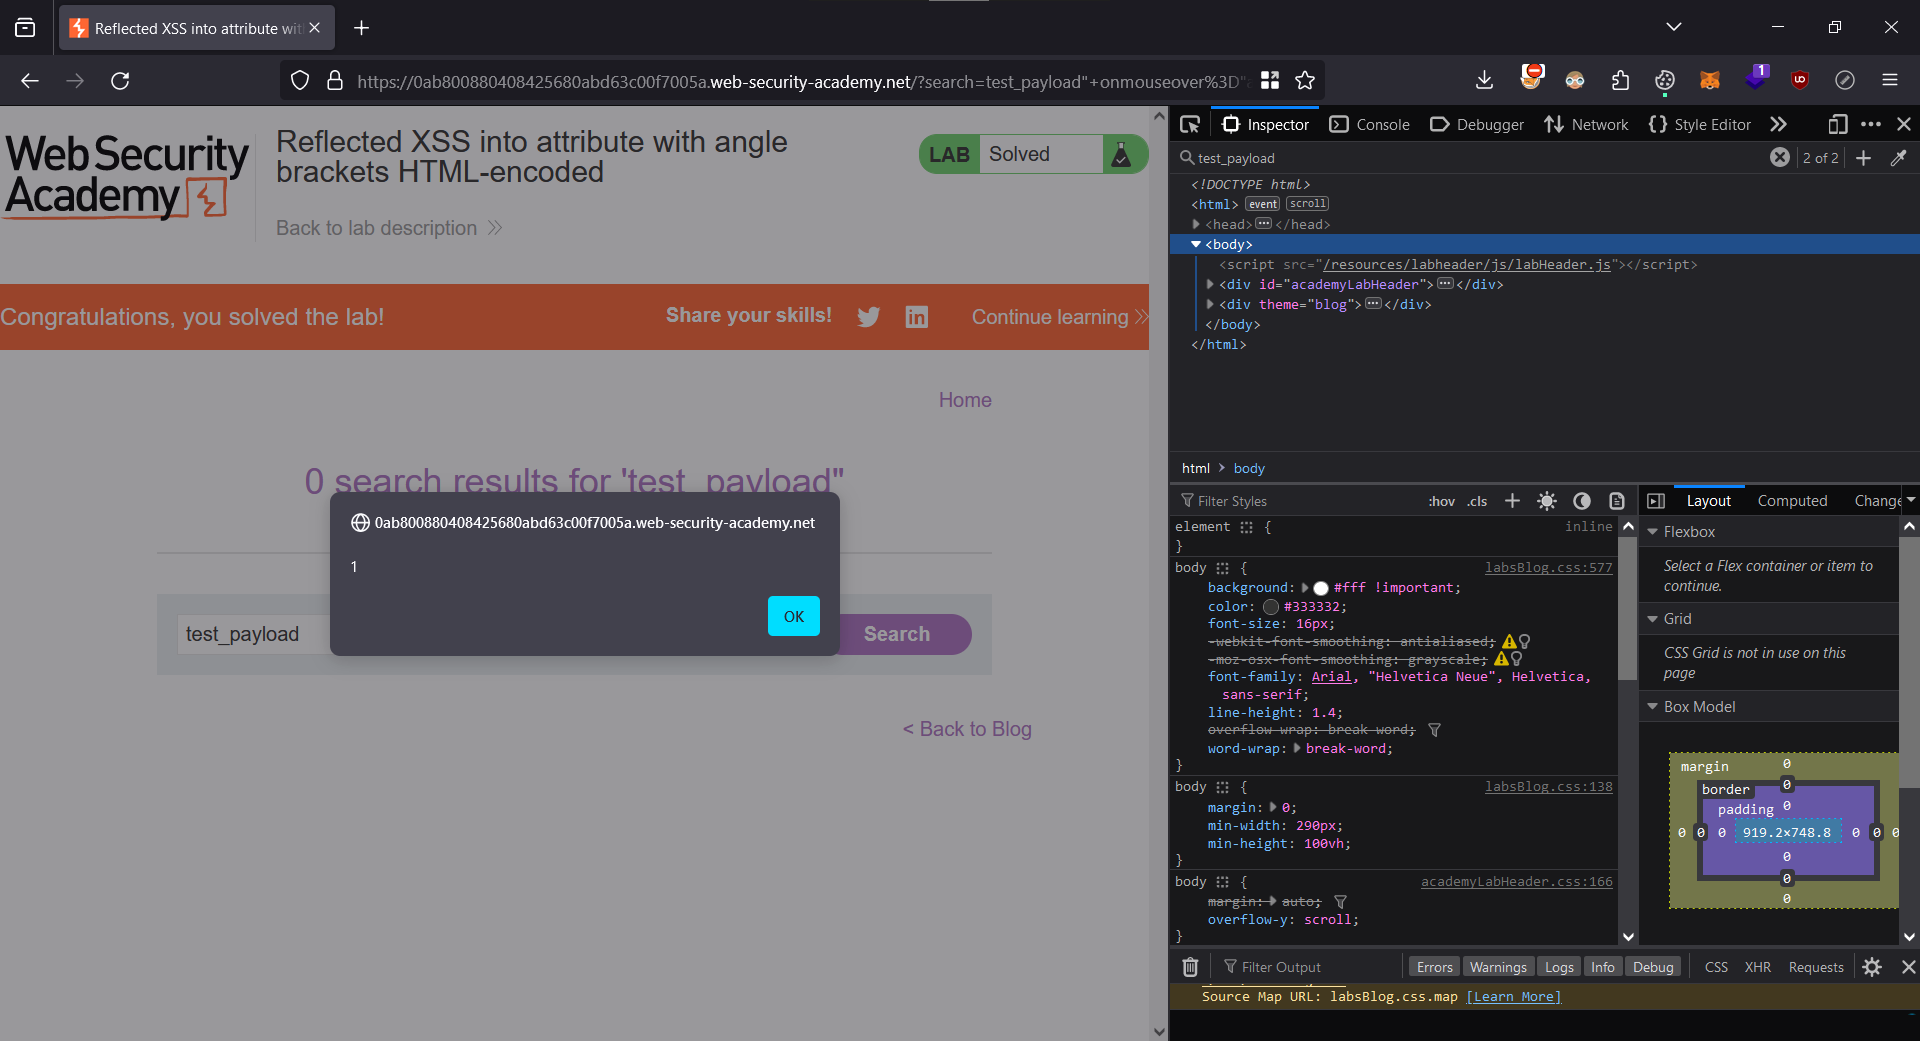 Reflected XSS into attribute wit
https://0ab800880408425680abd63c00f7005a.web-security-academy.net/?search=test_payload"+onmouseover%3D"a
1
Web Security
Academy
Reflected XSS into attribute with angle
brackets HTML-encoded
Back to lab description
LAB Solved
Congratulations, you solved the lab!
Share your skills!
Continue learning
Home
0 search results for 'test_payload"
0ab800880408425680abd63c00f7005a.web-security-academy.net
1
OK
test_payload
Search
< Back to Blog
Inspector Console Debugger Network Style Editor
test_payload 2 of 2
<!DOCTYPE html>
<html> event scroll
<head> </head>
<body>
<script src="/resources/labheader/js/labHeader.js"></script>
<div id="academyLabHeader"> </div>
<div theme="blog"> </div>
</body>
</html>
html > body
Filter Styles :hov .cls
element { inline
}
body { labsBlog.css:577
background: #fff !important;
color: #333332;
font-size: 16px;
-webkit-font-smoothing: antialiased;
-moz-osx-font-smoothing: grayscale;
font-family: Arial, "Helvetica Neue", Helvetica,
sans-serif;
line-height: 1.4;
overflow-wrap: break-word;
word-wrap: break-word;
}
body { labsBlog.css:138
margin: 0;
min-width: 290px;
min-height: 100vh;
}
body { academyLabHeader.css:166
margin: auto;
overflow-y: scroll;
}
Layout Computed Change
Flexbox
Select a Flex container or item to
continue.
Grid
CSS Grid is not in use on this
page
Box Model
margin 0
border 0
padding 0
0 0 0 919.2×748.8 0 0 0
0
0
0
Filter Output Errors Warnings Logs Info Debug CSS XHR Requests
Source Map URL: labsBlog.css.map [Learn More]